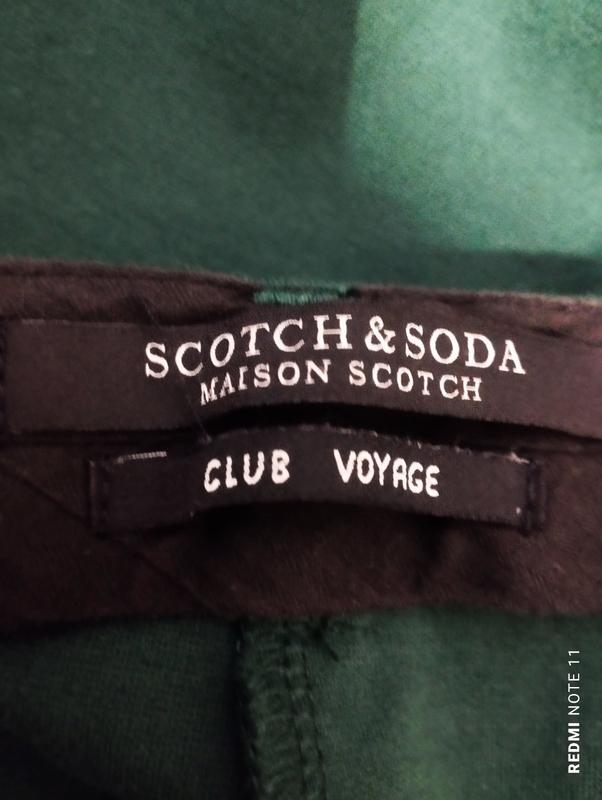 SCOTCH & SODA
MAISON SCOTCH
CLUB VOYAGE
REDMI NOTE 11